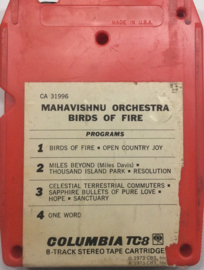 MADE IN U.S.A.
CA 31996
MAHAVISHNU ORCHESTRA
BIRDS OF FIRE
PROGRAMS
1 BIRDS OF FIRE • OPEN COUNTRY JOY
2 MILES BEYOND (Miles Davis) •
THOUSAND ISLAND PARK • RESOLUTION
3 CELESTIAL TERRESTRIAL COMMUTERS •
SAPPHIRE BULLETS OF PURE LOVE •
HOPE • SANCTUARY
4 ONE WORD
COLUMBIA TC8
8-TRACK STEREO TAPE CARTRIDGE